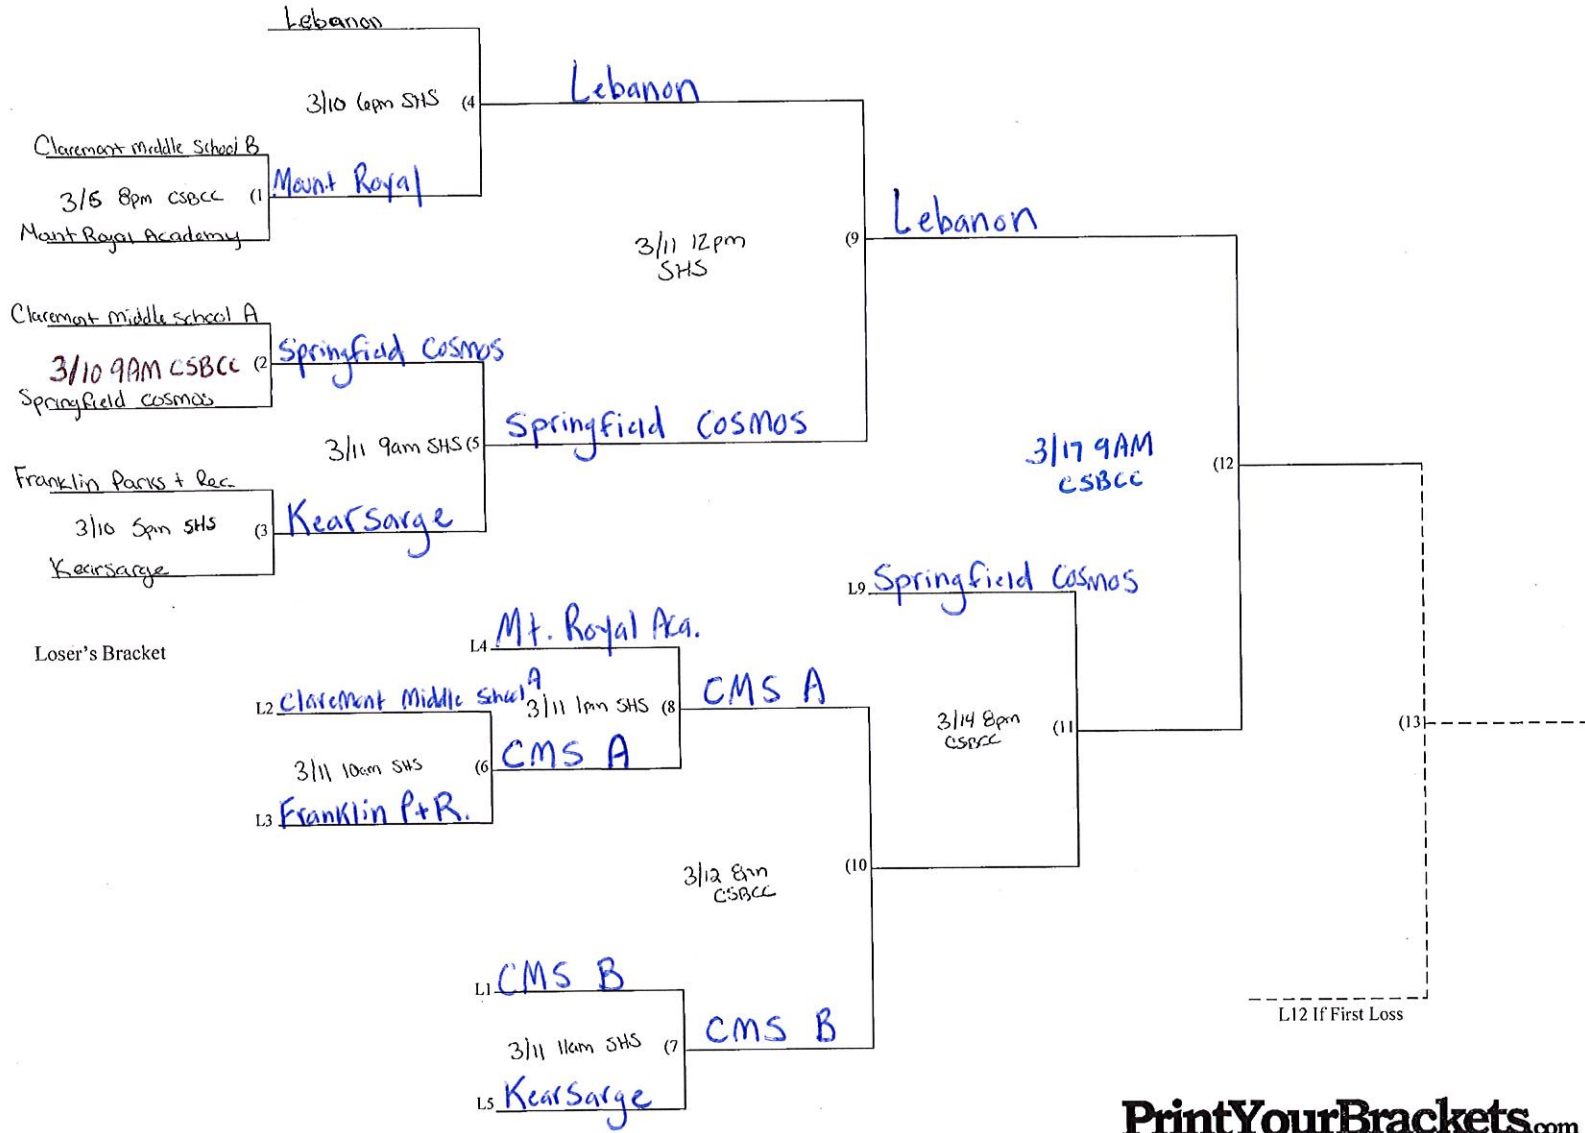 Lebanon
3/10 6pm SHS (4
Lebanon
Claremont Middle School B
3/5 8pm CSBCC (1
Mount Royal
Mont Royal Academy
3/11 12pm
SHS
(9
Lebanon
Claremont Middle School A
3/10 9AM CSBCC (2
Springfield Cosmos
Springfield Cosmos
3/11 9am SHS (5
Springfield Cosmos
Franklin Parks + Rec.
3/10 5pm SHS (3
Kearsarge
Kearsarge
3/17 9AM
CSBCC
(12
L9 Springfield Cosmos
Loser's Bracket
L4 Mt. Royal Aca.
L2 Claremont Middle School A
3/11 1pm SHS (8
CMS A
3/11 10am SHS (6
CMS A
L3 Franklin P+R.
3/14 8pm
CSBCC
(11
(13
3/12 8pm
CSBCC
(10
L1 CMS B
3/11 11am SHS (7
CMS B
L5 Kearsarge
L12 If First Loss
PrintYourBrackets.com